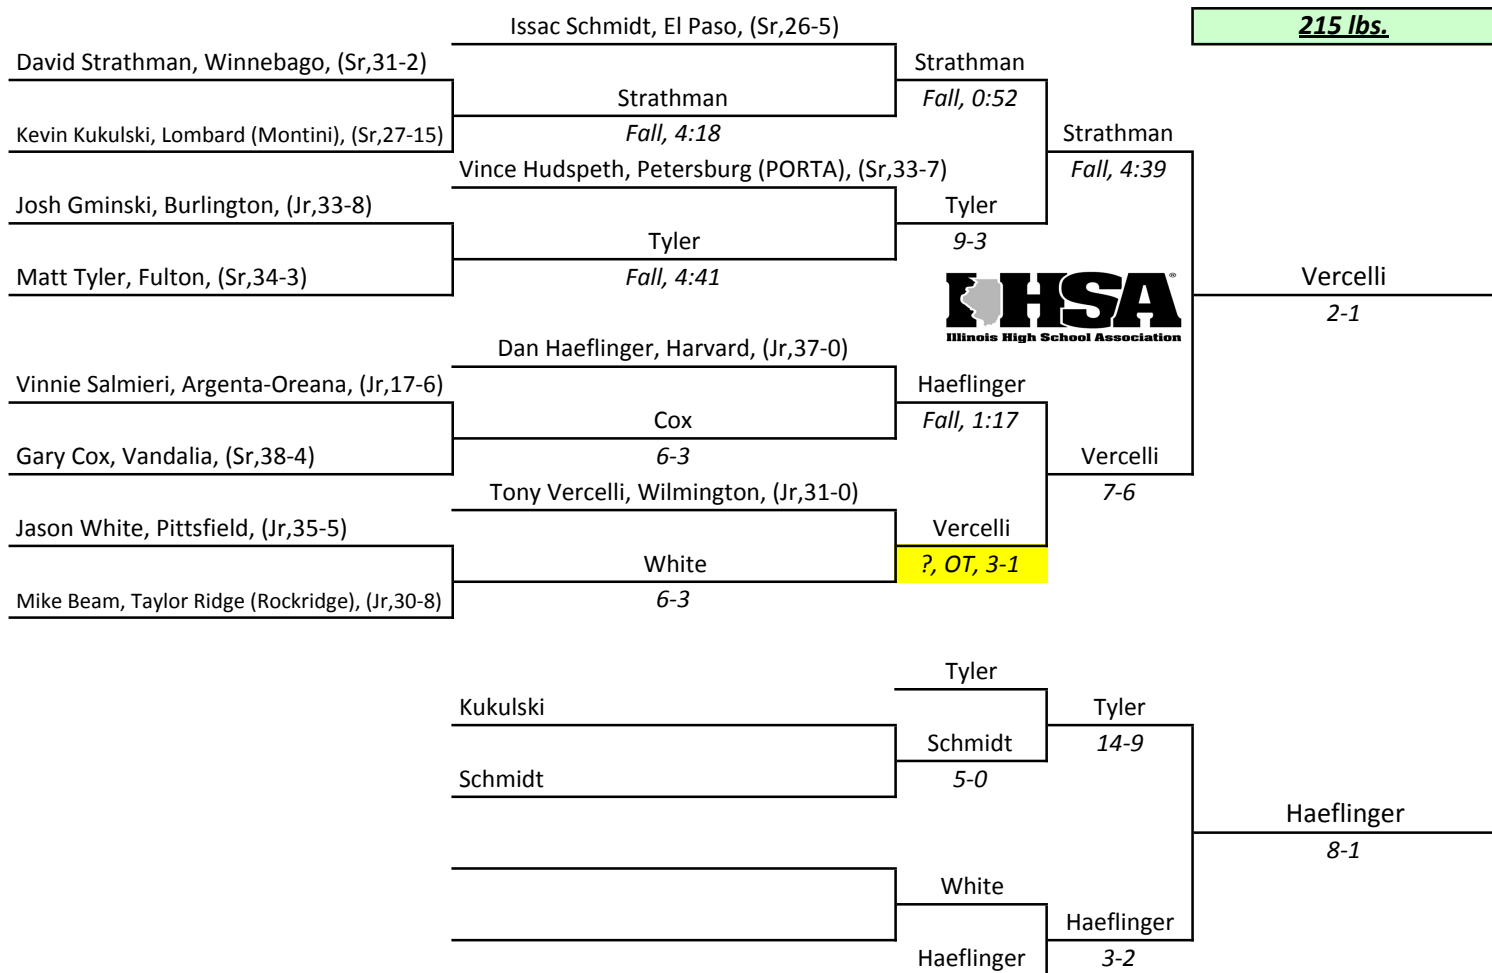 Issac Schmidt, El Paso, (Sr,26-5)
215 lbs.
David Strathman, Winnebago, (Sr,31-2)
Strathman
Strathman
Fall, 0:52
Kevin Kukulski, Lombard (Montini), (Sr,27-15)
Fall, 4:18
Strathman
Vince Hudspeth, Petersburg (PORTA), (Sr,33-7)
Fall, 4:39
Josh Gminski, Burlington, (Jr,33-8)
Tyler
Tyler
9-3
Matt Tyler, Fulton, (Sr,34-3)
Fall, 4:41
Vercelli
IHSA®
2-1
Illinois High School Association
Dan Haeflinger, Harvard, (Jr,37-0)
Vinnie Salmieri, Argenta-Oreana, (Jr,17-6)
Haeflinger
Cox
Fall, 1:17
Gary Cox, Vandalia, (Sr,38-4)
6-3
Vercelli
Tony Vercelli, Wilmington, (Jr,31-0)
7-6
Jason White, Pittsfield, (Jr,35-5)
Vercelli
White
?, OT, 3-1
Mike Beam, Taylor Ridge (Rockridge), (Jr,30-8)
6-3
Tyler
Kukulski
Tyler
Schmidt
14-9
Schmidt
5-0
Haeflinger
8-1
White
Haeflinger
Haeflinger
3-2